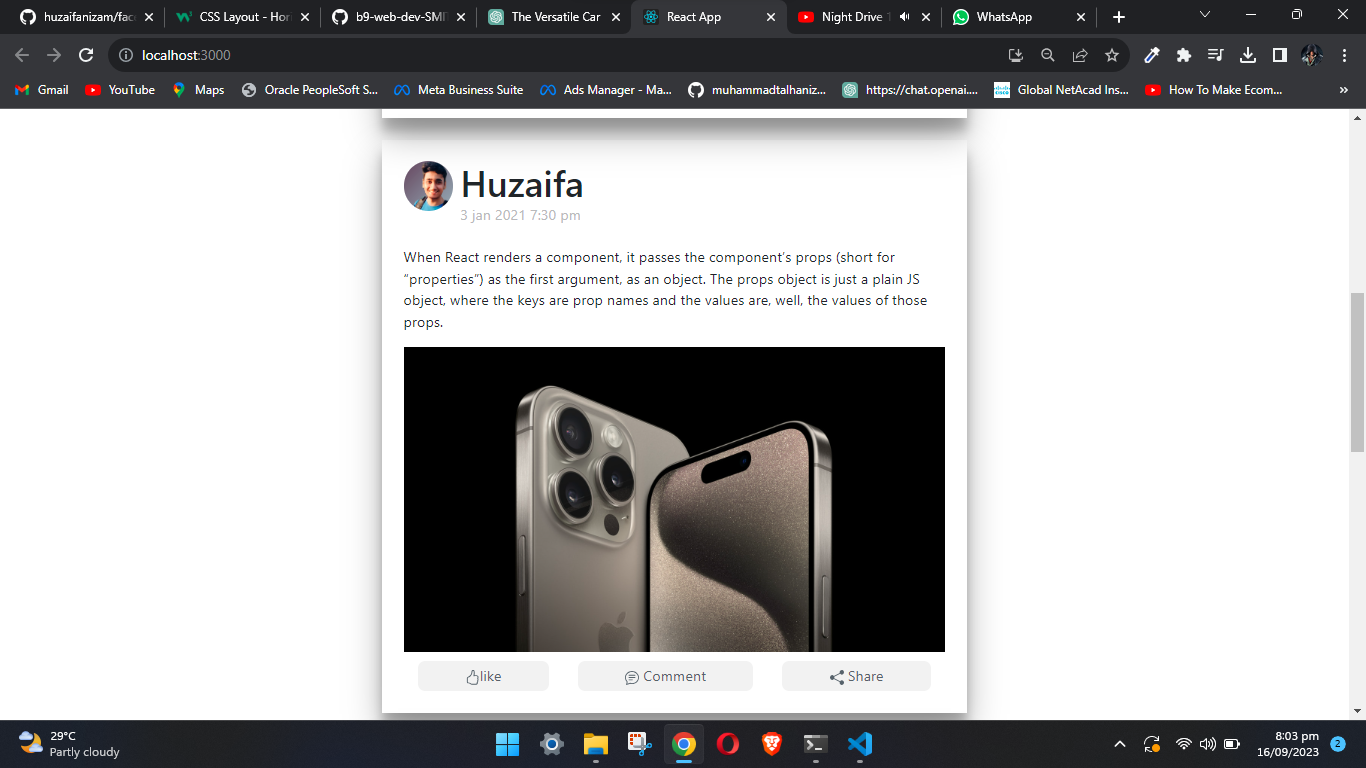 huzaifanizam/fac
CSS Layout - Hori
b9-web-dev-SMI
The Versatile Car
React App
Night Drive
WhatsApp
localhost:3000
Gmail
YouTube
Maps
Oracle PeopleSoft S...
Meta Business Suite
Ads Manager - Ma...
muhammadtalhaniz...
https://chat.openai....
Global NetAcad Ins...
How To Make Ecom...
»
Huzaifa
3 jan 2021 7:30 pm
When React renders a component, it passes the component's props (short for
“properties”) as the first argument, as an object. The props object is just a plain JS
object, where the keys are prop names and the values are, well, the values of those
props.
like
Comment
Share
29°C
Partly cloudy
8:03 pm
16/09/2023
2